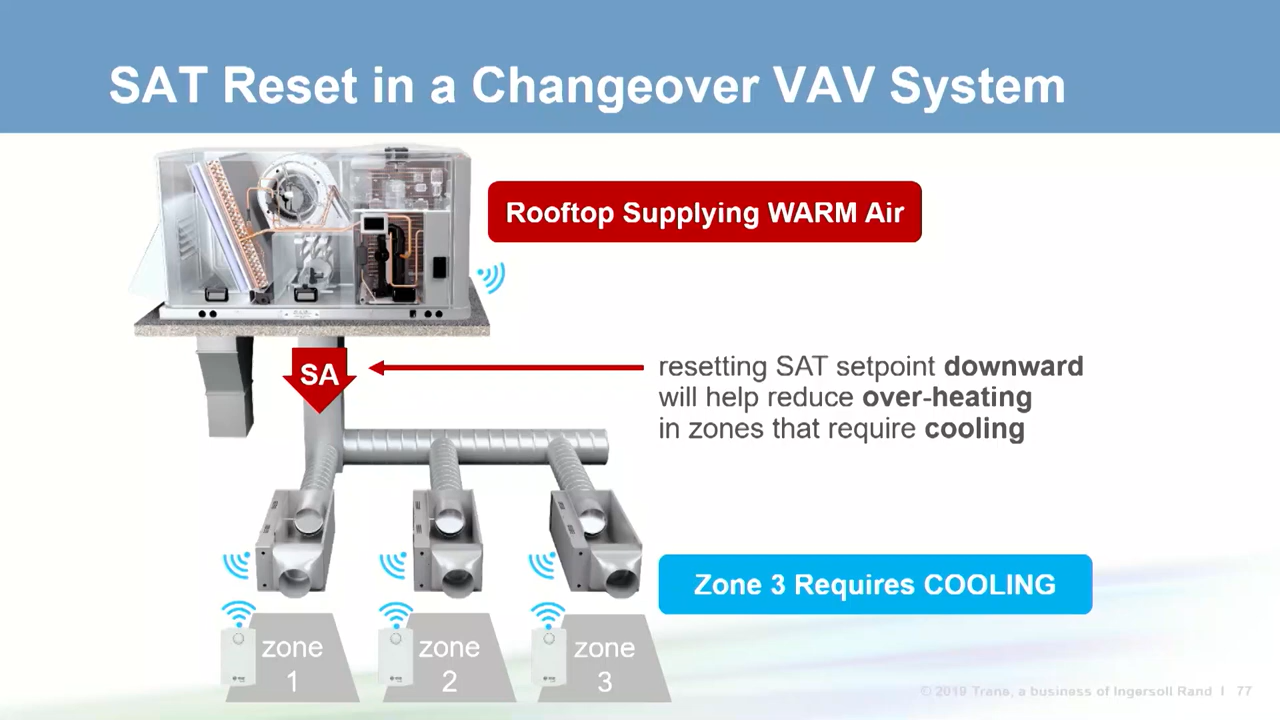 SAT Reset in a Changeover VAV System
Rooftop Supplying WARM Air
SA
resetting SAT setpoint downward
will help reduce over-heating
in zones that require cooling
Zone 3 Requires COOLING
zone
1
zone
2
zone
3
© 2019 Trane, a business of Ingersoll Rand | 77